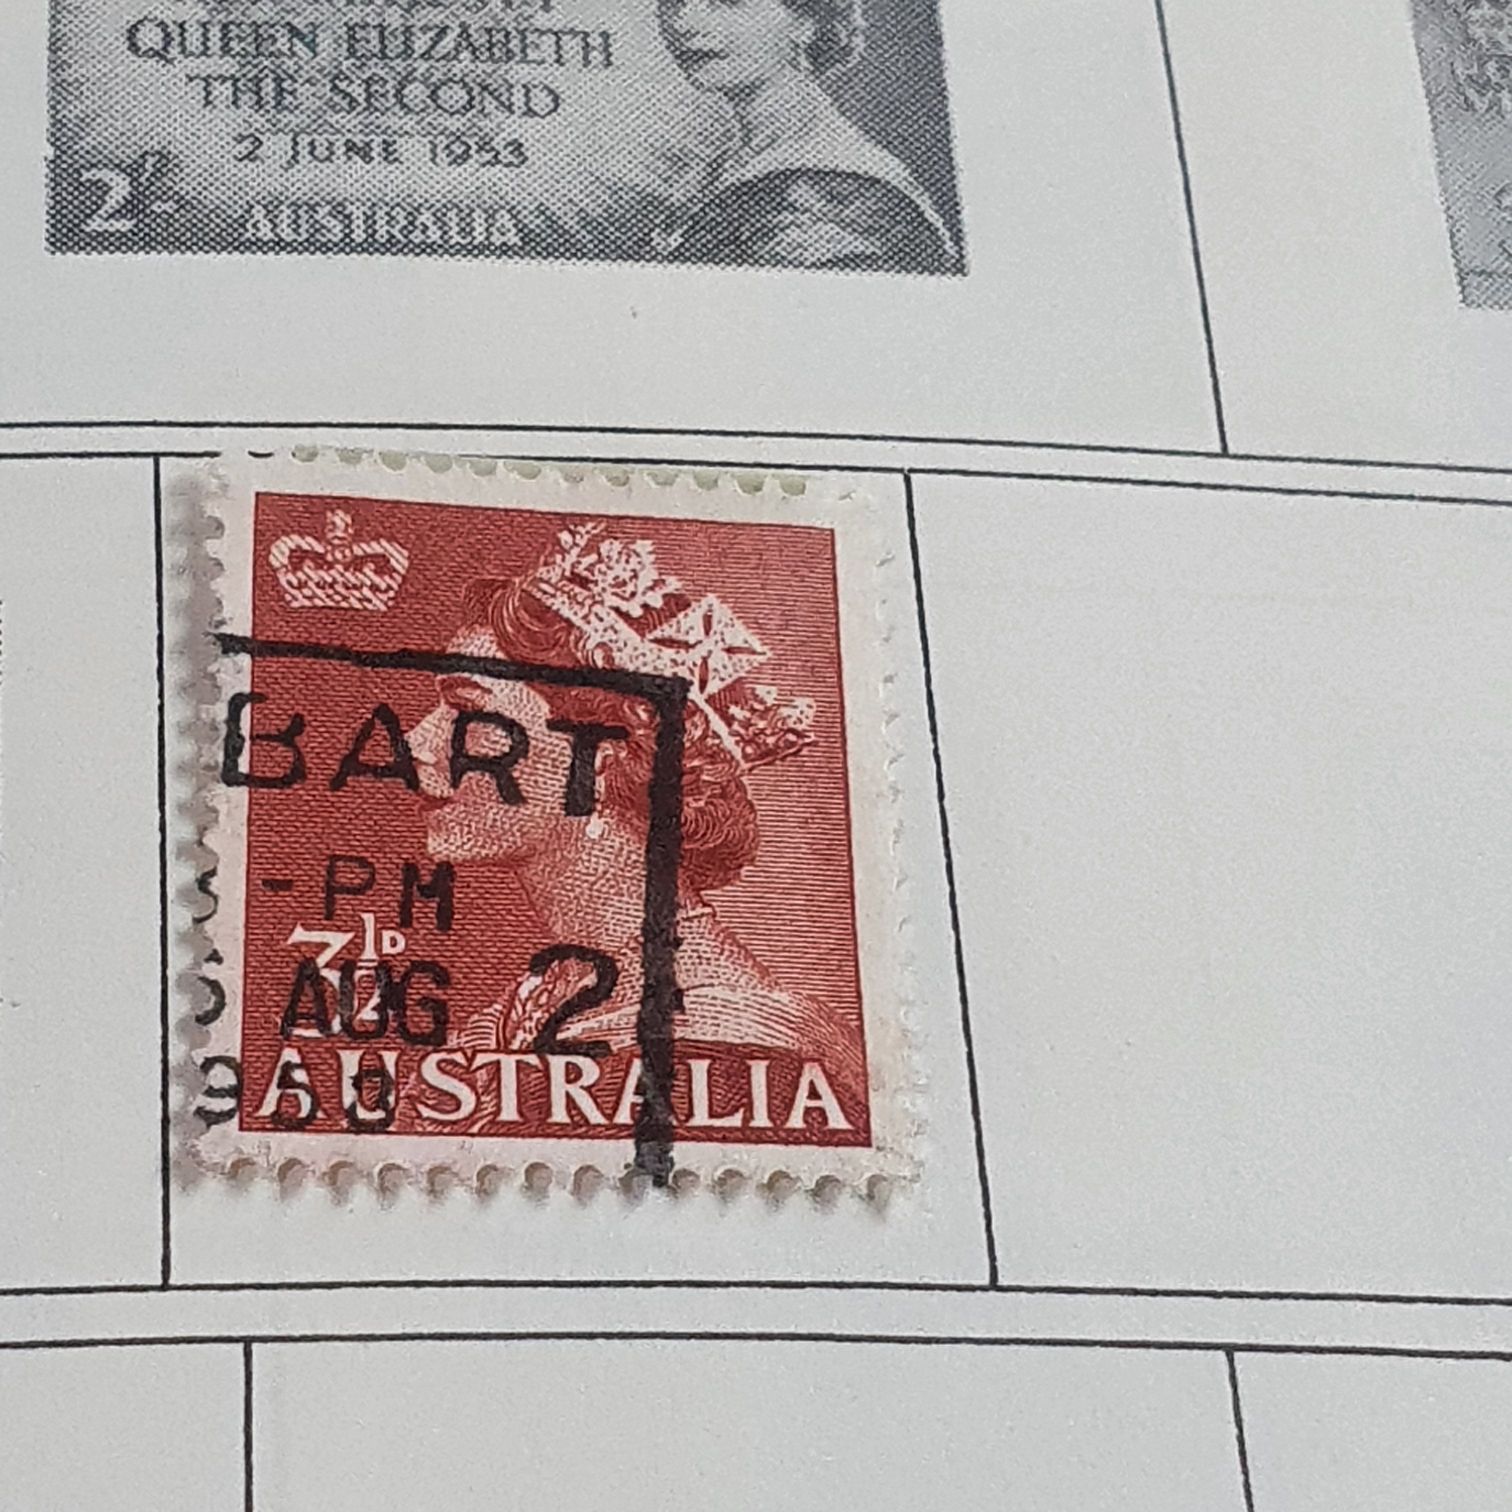 QUEEN ELIZABETH
THE SECOND
2 JUNE 1953
2/-
AUSTRALIA
BART
-PM
3½D
AUG 2
AUSTRALIA